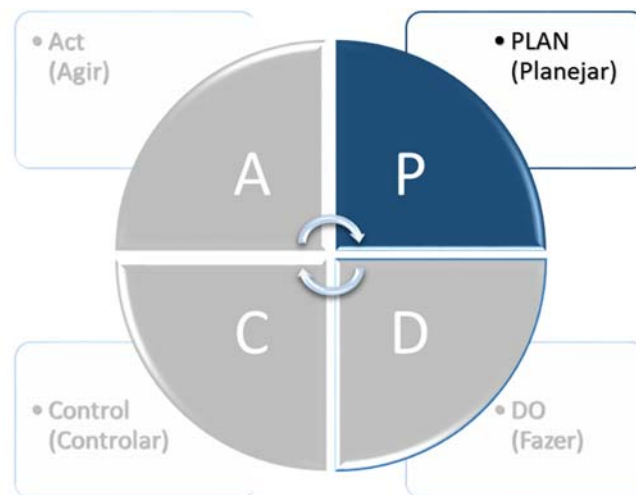 • Act
(Agir)
• PLAN
(Planejar)
A
P
C
D
• Control
(Controlar)
• DO
(Fazer)